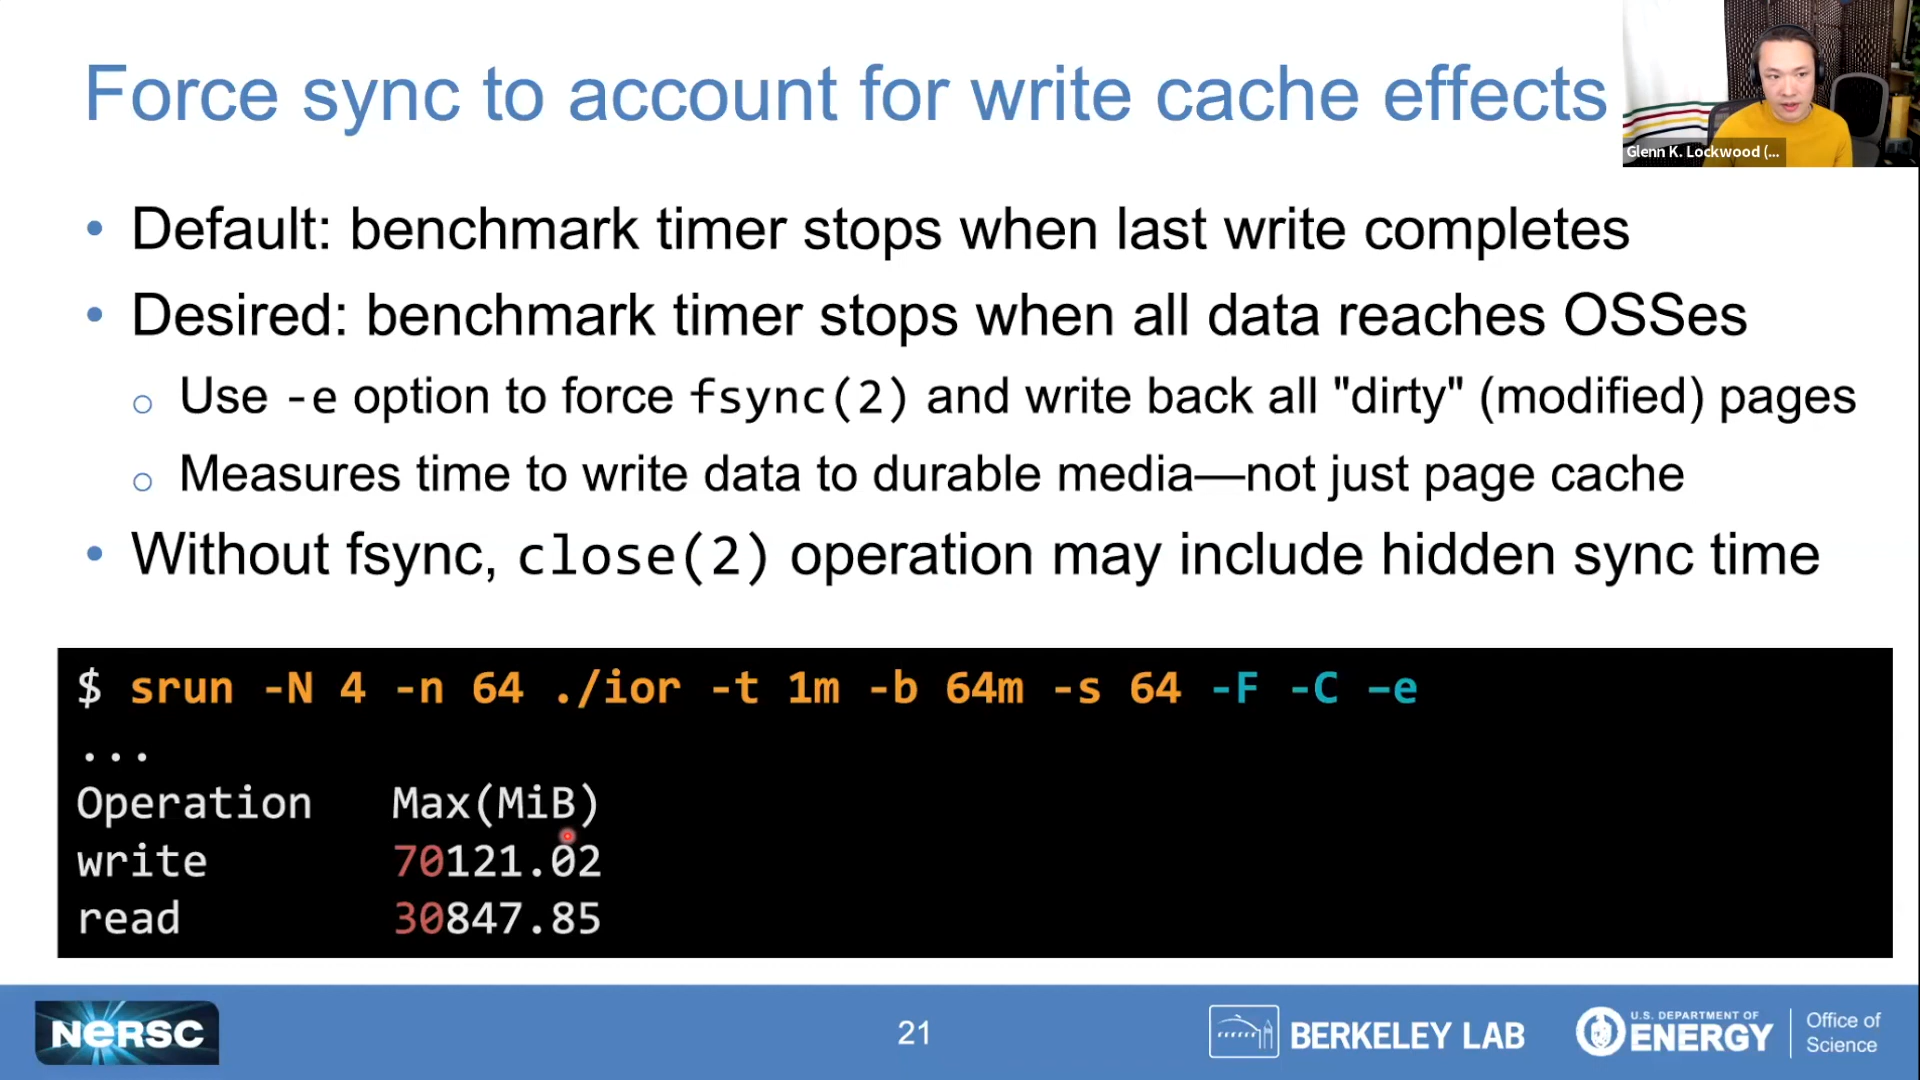 Force sync to account for write cache effects
Glenn K. Lockwood (...
• Default: benchmark timer stops when last write completes
• Desired: benchmark timer stops when all data reaches OSSes
o Use -e option to force fsync(2) and write back all "dirty" (modified) pages
o Measures time to write data to durable media—not just page cache
• Without fsync, close(2) operation may include hidden sync time
$ srun -N 4 -n 64 ./ior -t 1m -b 64m -s 64 -F -C –e
...
Operation Max(MiB)
write 70121.02
read 30847.85
NERSC
21
BERKELEY LAB
U.S. DEPARTMENT OF
ENERGY
Office of
Science